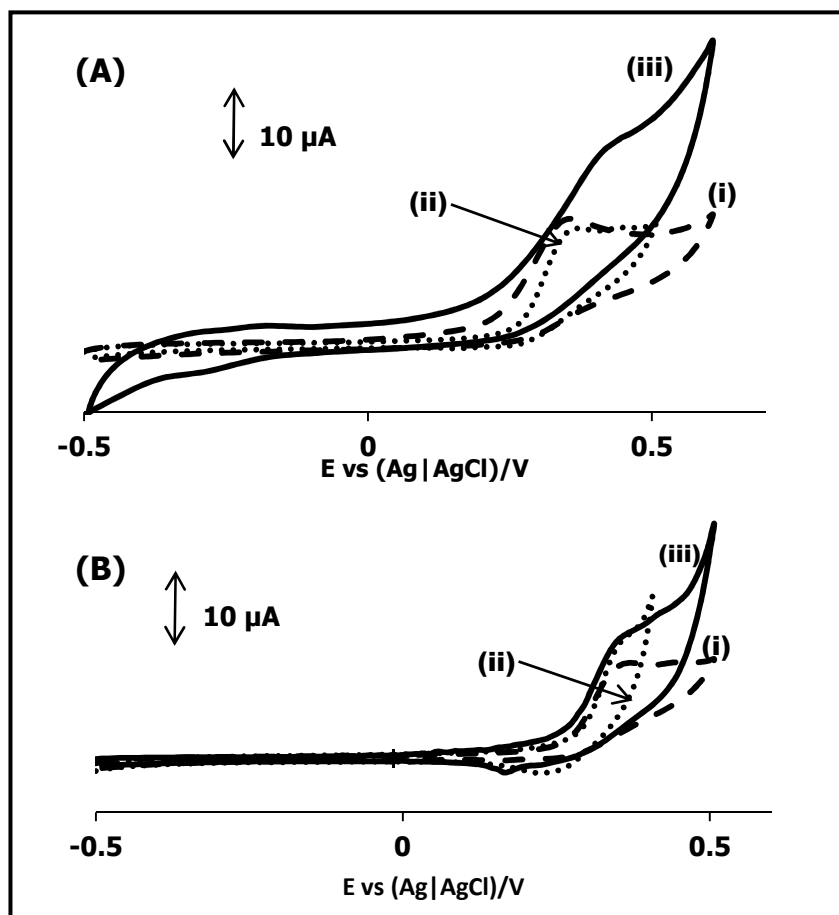 (A)
(iii)
10 µA
(ii)
(i)
-0.5
0
0.5
E vs (Ag|AgCl)/V
(B)
(iii)
10 µA
(ii)
(i)
-0.5
0
0.5
E vs (Ag|AgCl)/V